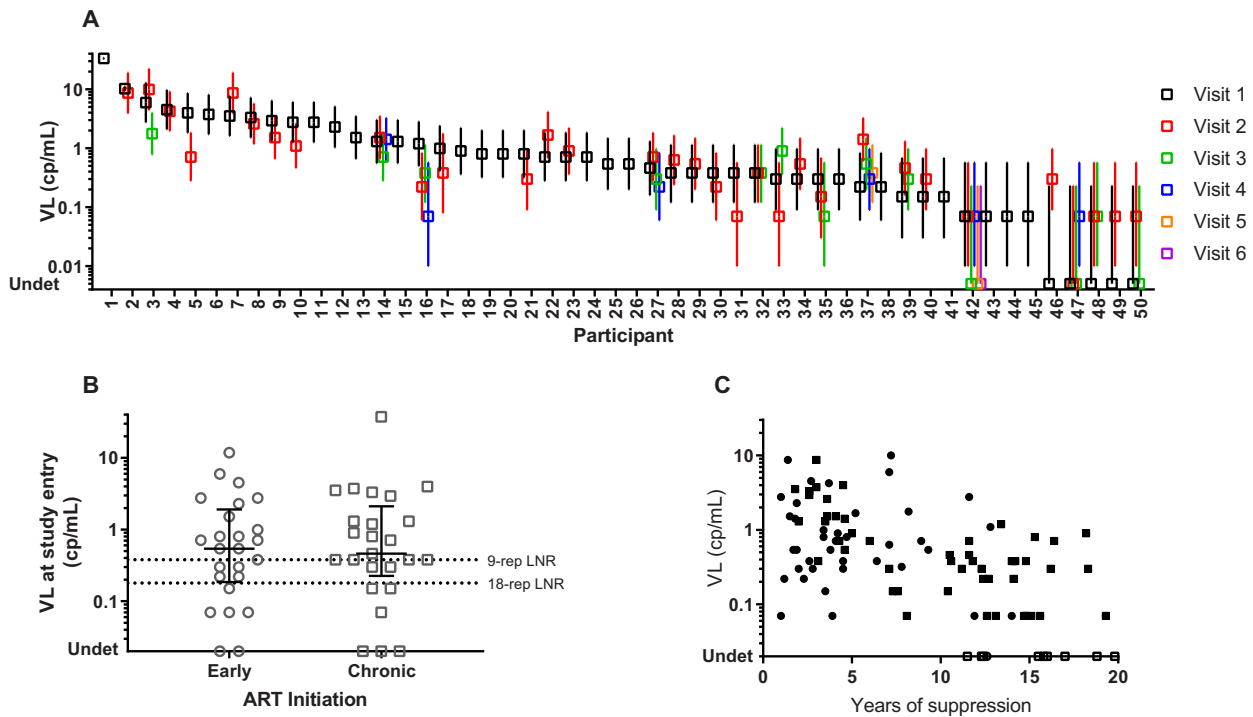 A
VL (cp/mL)
10
1
0.1
0.01
Undet
1 2 3 4 5 6 7 8 9 10 11 12 13 14 15 16 17 18 19 20 21 22 23 24 25 26 27 28 29 30 31 32 33 34 35 36 37 38 39 40 41 42 43 44 45 46 47 48 49 50
Participant
Visit 1
Visit 2
Visit 3
Visit 4
Visit 5
Visit 6
B
VL at study entry
(cp/mL)
10
1
0.1
Undet
9-rep LNR
18-rep LNR
Early Chronic
ART Initiation
C
VL (cp/mL)
10
1
0.1
Undet
0 5 10 15 20
Years of suppression